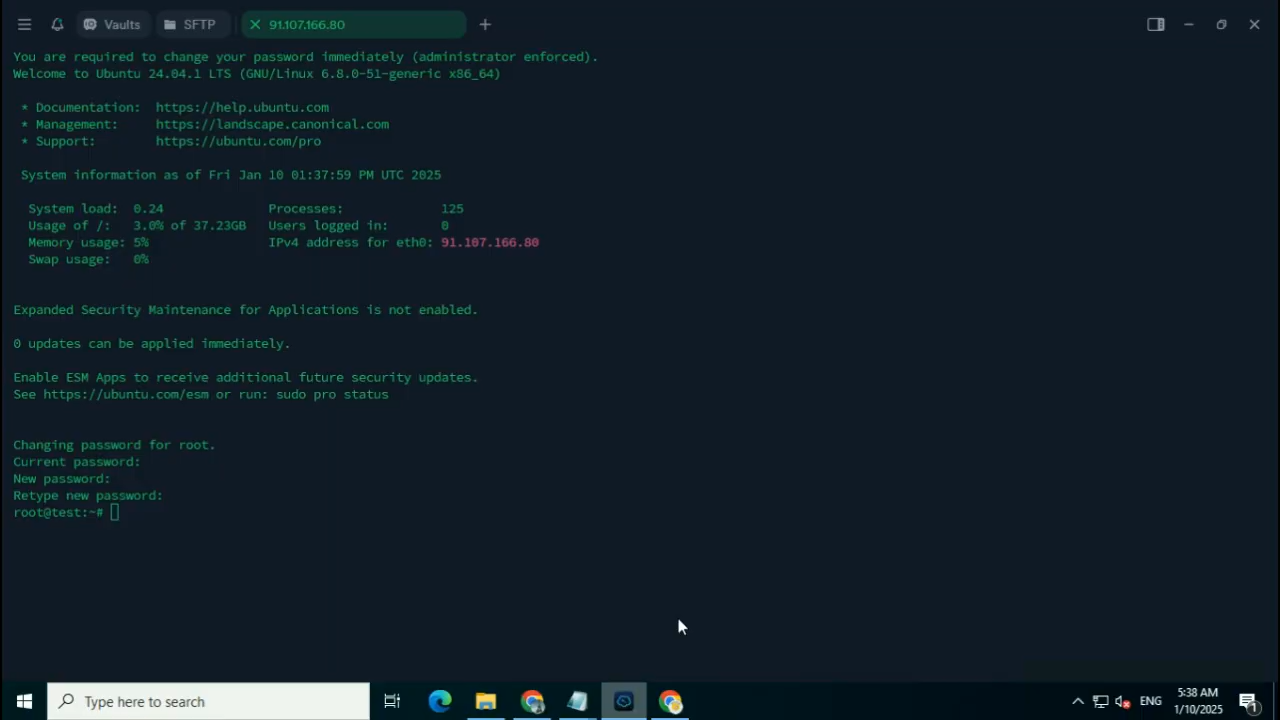 Vaults SFTP 91.107.166.80
You are required to change your password immediately (administrator enforced).
Welcome to Ubuntu 24.04.1 LTS (GNU/Linux 6.8.0-51-generic x86_64)
* Documentation: https://help.ubuntu.com
* Management: https://landscape.canonical.com
* Support: https://ubuntu.com/pro
System information as of Fri Jan 10 01:37:59 PM UTC 2025
System load: 0.24 Processes: 125
Usage of /: 3.0% of 37.23GB Users logged in: 0
Memory usage: 5% IPv4 address for eth0: 91.107.166.80
Swap usage: 0%
Expanded Security Maintenance for Applications is not enabled.
0 updates can be applied immediately.
Enable ESM Apps to receive additional future security updates.
See https://ubuntu.com/esm or run: sudo pro status
Changing password for root.
Current password:
New password:
Retype new password:
root@test:~#
Type here to search
ENG
5:38 AM
1/10/2025
1